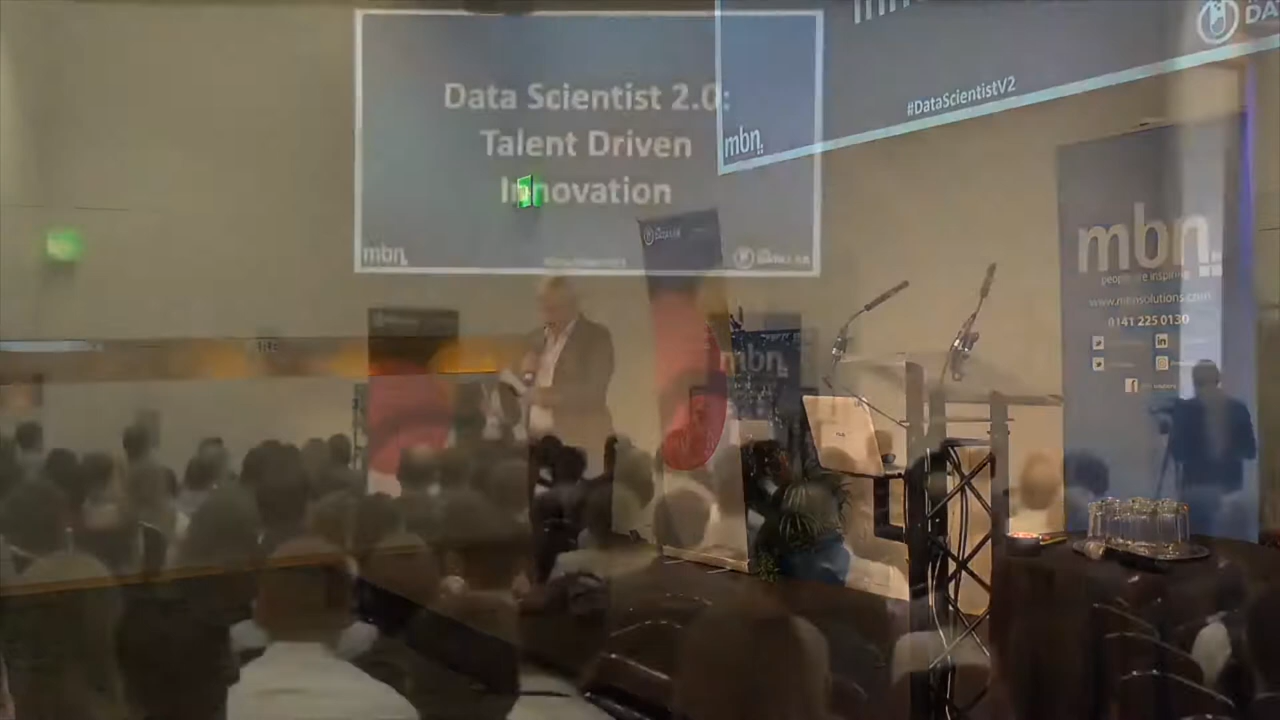 Data Scientist 2.0:
Talent Driven
Innovation
mbn
#DataScientistV2
mbn
mbn
people are inspiring
www.mbnsolutions.com
0141 225 0130
mbn